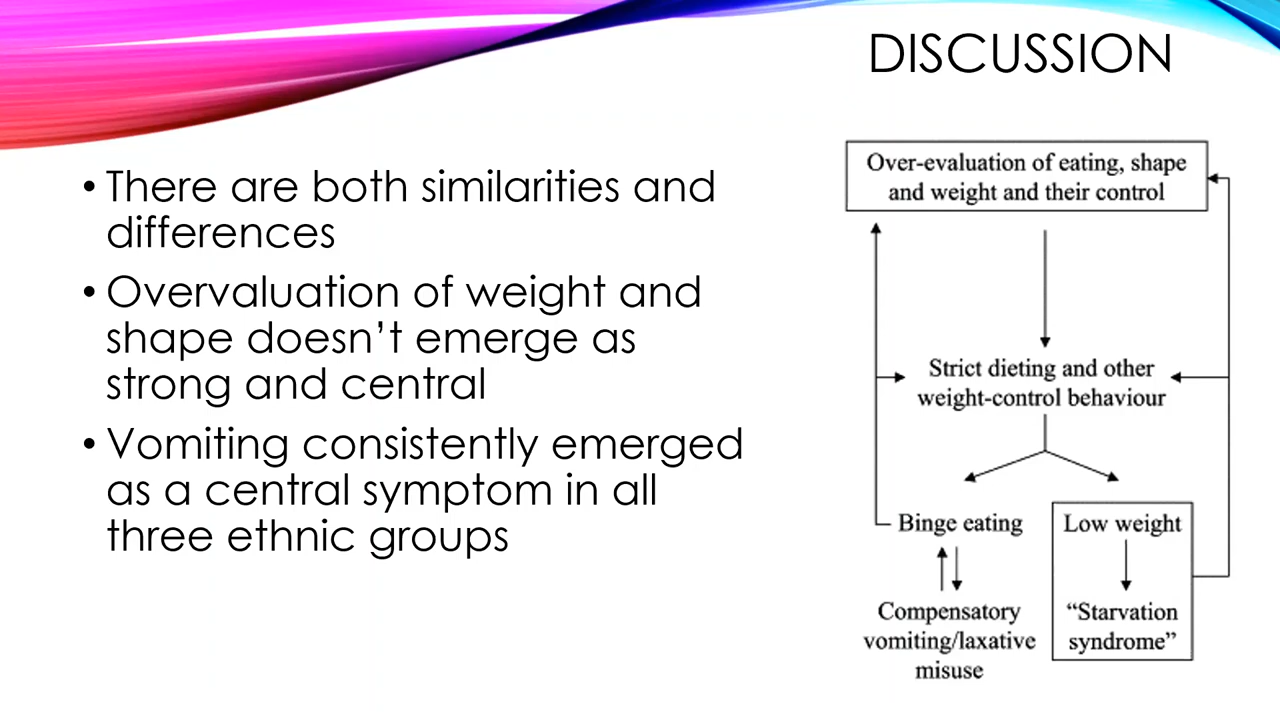 DISCUSSION
• There are both similarities and
differences
• Overvaluation of weight and
shape doesn’t emerge as
strong and central
• Vomiting consistently emerged
as a central symptom in all
three ethnic groups
Over-evaluation of eating, shape
and weight and their control
Strict dieting and other
weight-control behaviour
Binge eating
Low weight
Compensatory
vomiting/laxative
misuse
“Starvation
syndrome”